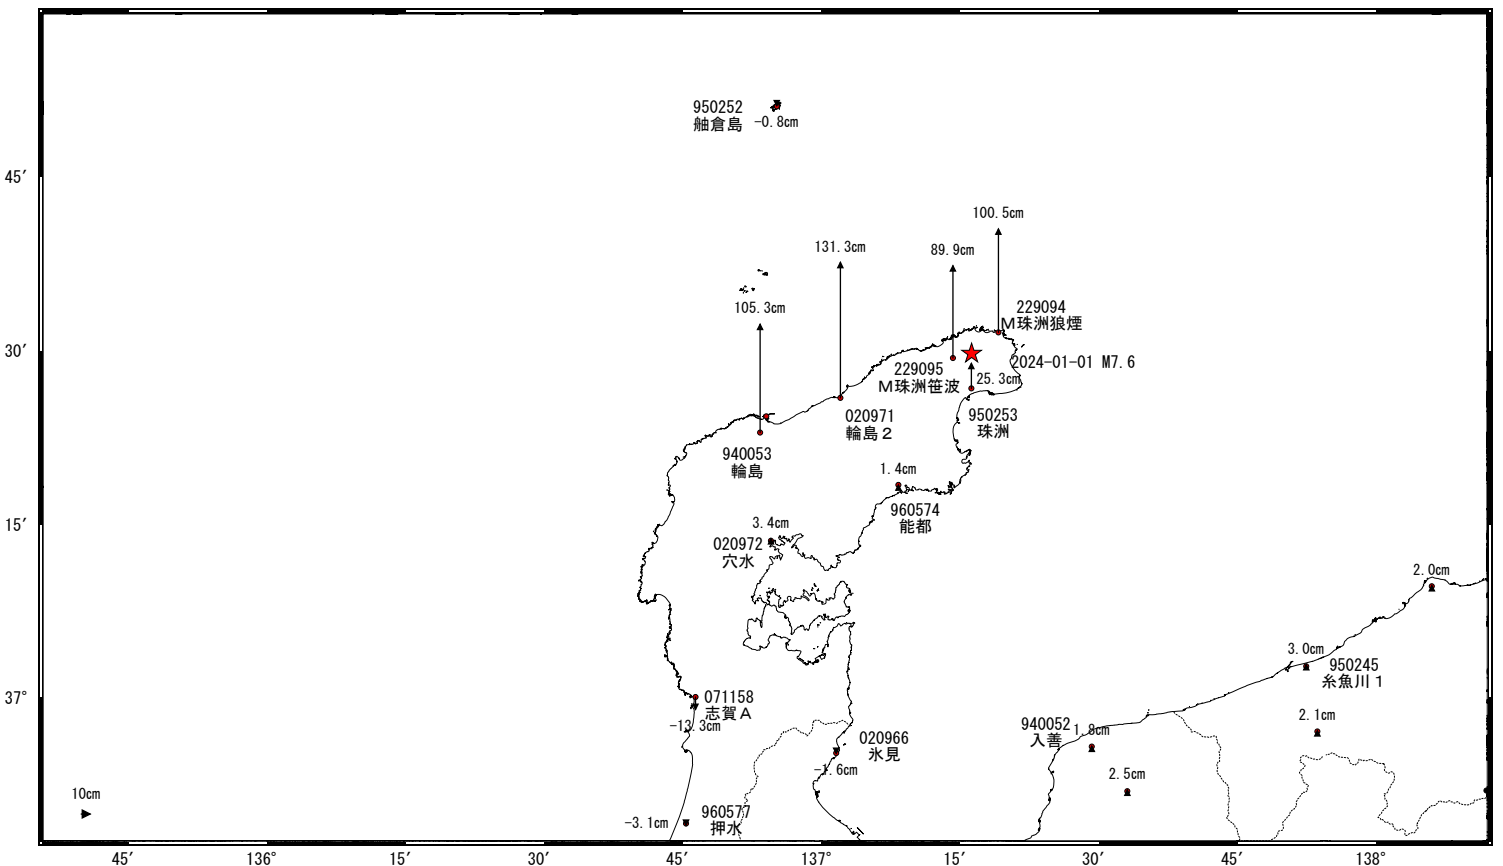 950252
舳倉島
-0.8cm
45′
100.5cm
131.3cm
89.9cm
105.3cm
229094
M珠洲狼煙
30′
2024-01-01 M7.6
229095
M珠洲笹波
25.3cm
020971
輪島2
950253
珠洲
940053
輪島
1.4cm
960574
能都
15′
3.4cm
020972
穴水
2.0cm
3.0cm
950245
糸魚川1
37°
071158
志賀A
-13.3cm
2.1cm
020966
氷見
-1.6cm
940052
入善
1.8cm
2.5cm
10cm
-3.1cm
960577
押水
45′ 136° 15′ 30′ 45′ 137° 15′ 30′ 45′ 138°